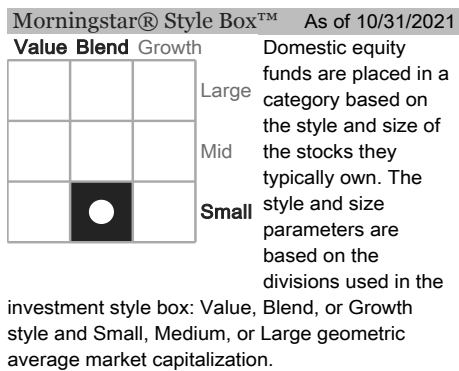 Morningstar® Style Box™ As of 10/31/2021
Value Blend Growth
Large
Mid
Small
Domestic equity
funds are placed in a
category based on
the style and size of
the stocks they
typically own. The
style and size
parameters are
based on the
divisions used in the
investment style box: Value, Blend, or Growth
style and Small, Medium, or Large geometric
average market capitalization.